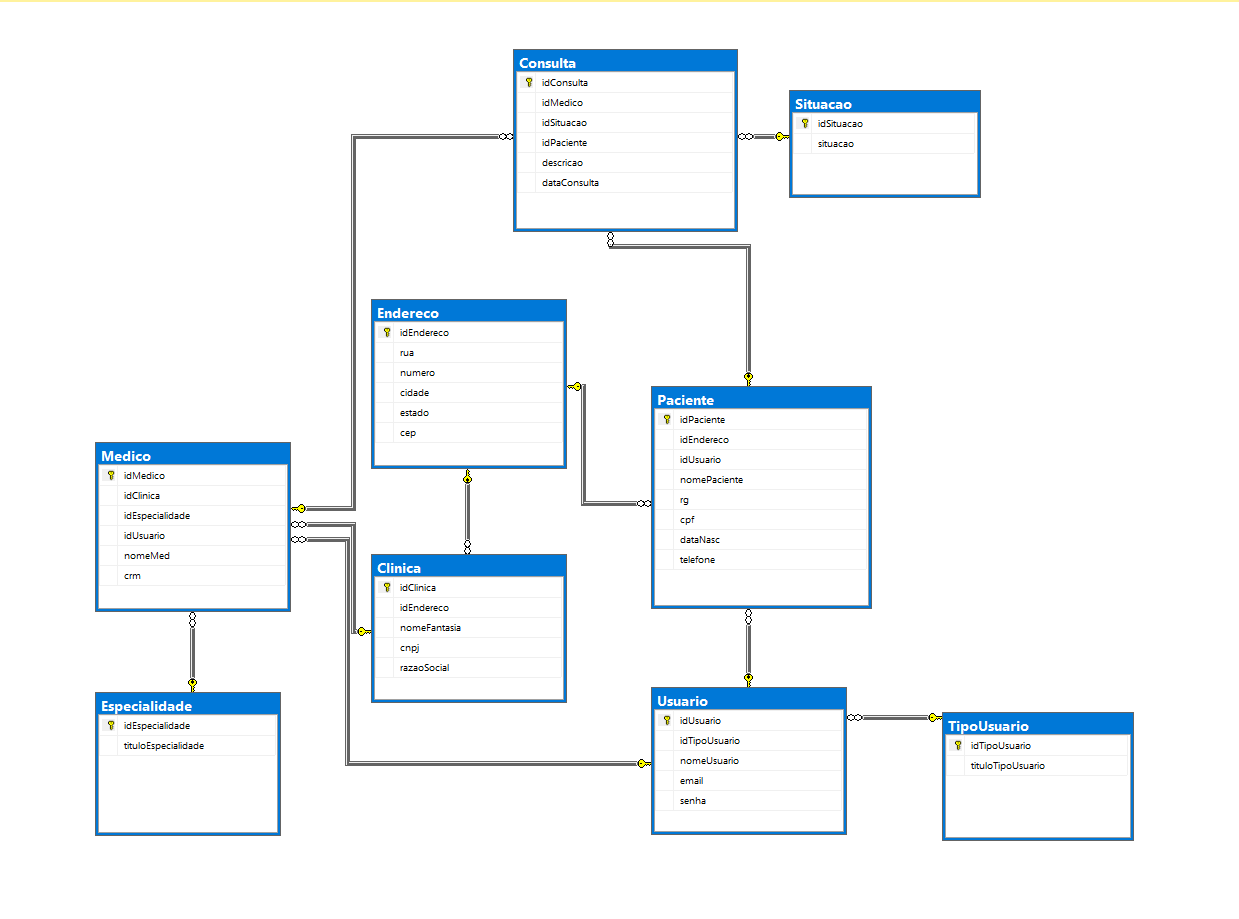 Consulta
idConsulta
idMedico
idSituacao
idPaciente
descricao
dataConsulta
Situacao
idSituacao
situacao
Endereco
idEndereco
rua
numero
cidade
estado
cep
Paciente
idPaciente
idEndereco
idUsuario
nomePaciente
rg
cpf
dataNasc
telefone
Medico
idMedico
idClinica
idEspecialidade
idUsuario
nomeMed
crm
Clinica
idClinica
idEndereco
nomeFantasia
cnpj
razaoSocial
Especialidade
idEspecialidade
tituloEspecialidade
Usuario
idUsuario
idTipoUsuario
nomeUsuario
email
senha
TipoUsuario
idTipoUsuario
tituloTipoUsuario